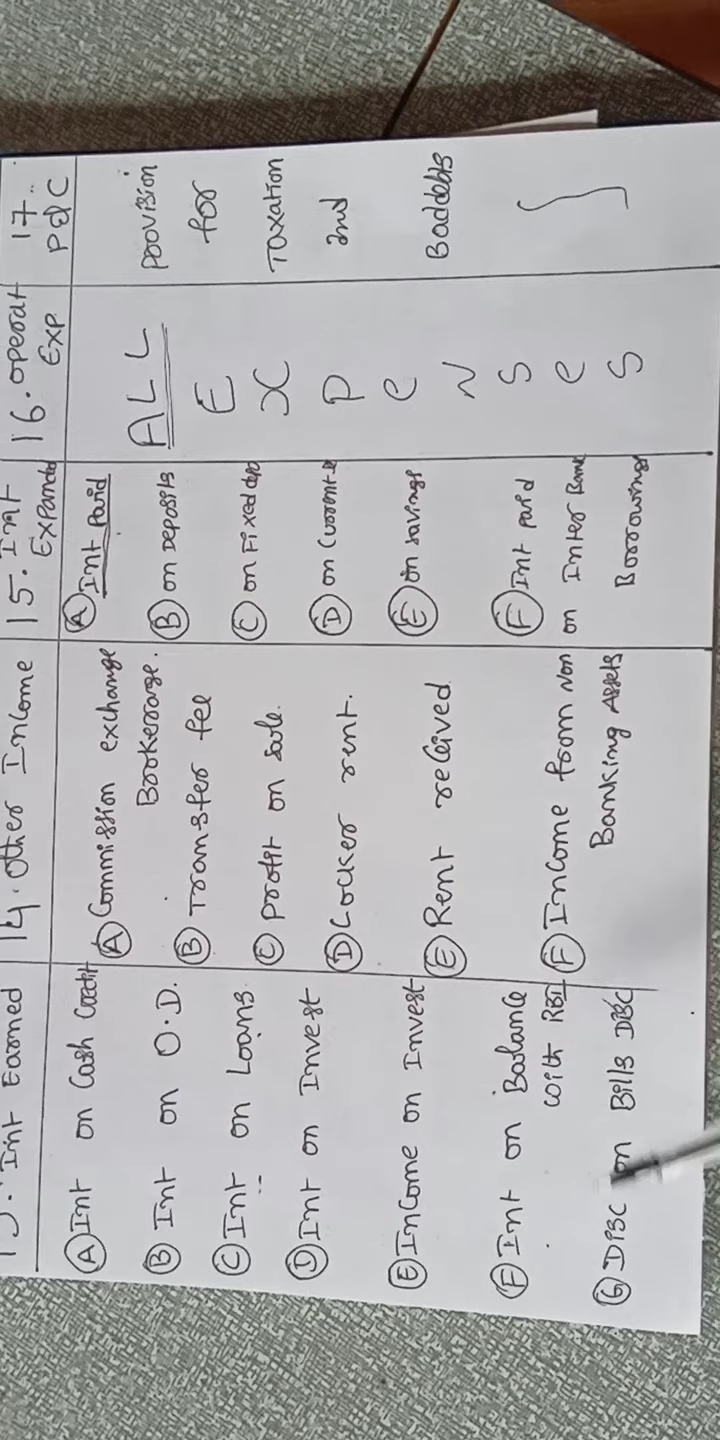 13. Int Earned
(A) Int on Cash Credit
(B) Int on O.D.
(C) Int on Loans
(D) Int on Invest
(E) Income on Invest
(F) Int on Balance
with RBI
(G) Disc on Bills Disc
14. Other Income
(A) Commission exchange
Brokerage.
(B) Transfer fee
(C) Profit on sale.
(D) Locker rent.
(E) Rent received
(F) Income from Non
Banking Assets
15. Int
Expanded
(A) Int Paid
(B) on Deposits
(C) on Fixed dep
(D) on Current
(E) on savings
(F) Int paid
on Inter Bank
Borrowings
16. Operat
Exp.
ALL
E
X
P
e
N
S
e
S
17.
P&C
Provision
for
Taxation
and
Baddebts